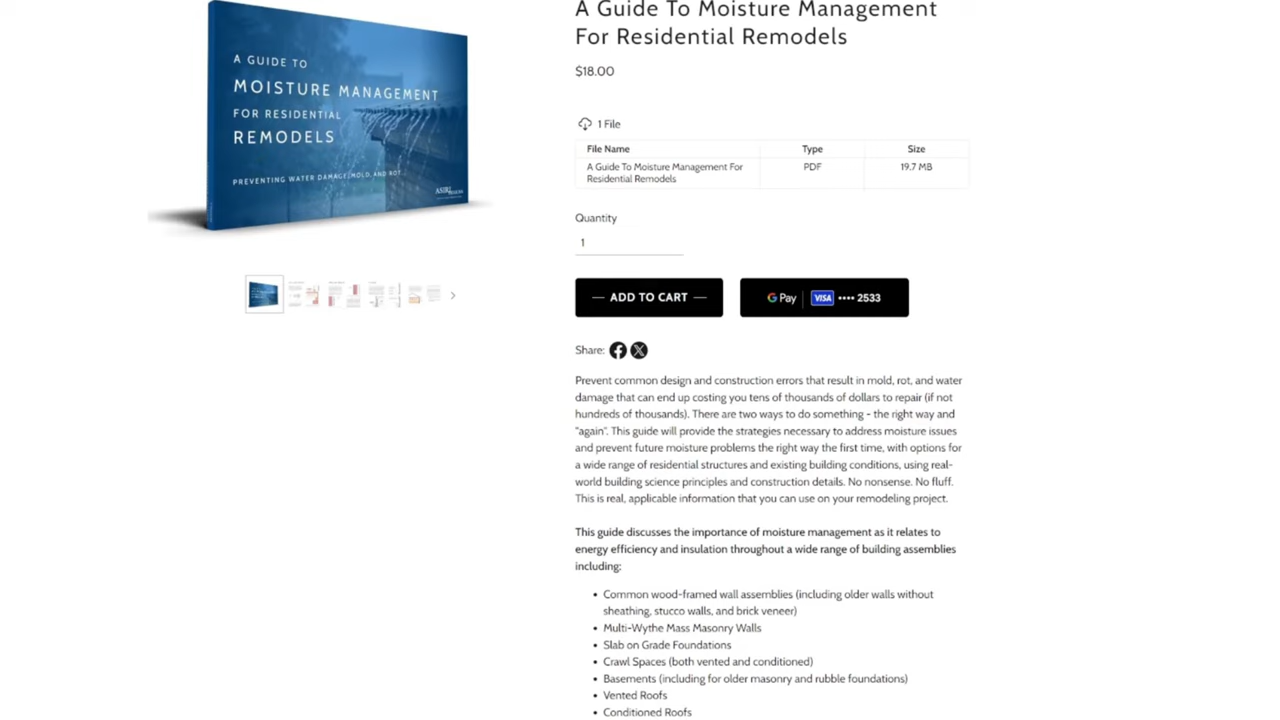 A Guide To Moisture Management
For Residential Remodels
$18.00
A GUIDE TO
MOISTURE MANAGEMENT
FOR RESIDENTIAL
REMODELS
PREVENTING WATER DAMAGE, MOLD, AND ROT
ASIRI
1 File
File Name Type Size
A Guide To Moisture Management For
Residential Remodels
PDF 19.7 MB
Quantity
1
— ADD TO CART —
G Pay VISA •••• 2533
Share:
Prevent common design and construction errors that result in mold, rot, and water
damage that can end up costing you tens of thousands of dollars to repair (if not
hundreds of thousands). There are two ways to do something - the right way and
"again". This guide will provide the strategies necessary to address moisture issues
and prevent future moisture problems the right way the first time, with options for
a wide range of residential structures and existing building conditions, using real-
world building science principles and construction details. No nonsense. No fluff.
This is real, applicable information that you can use on your remodeling project.
This guide discusses the importance of moisture management as it relates to
energy efficiency and insulation throughout a wide range of building assemblies
including:
• Common wood-framed wall assemblies (including older walls without
sheathing, stucco walls, and brick veneer)
• Multi-Wythe Mass Masonry Walls
• Slab on Grade Foundations
• Crawl Spaces (both vented and conditioned)
• Basements (including for older masonry and rubble foundations)
• Vented Roofs
• Conditioned Roofs